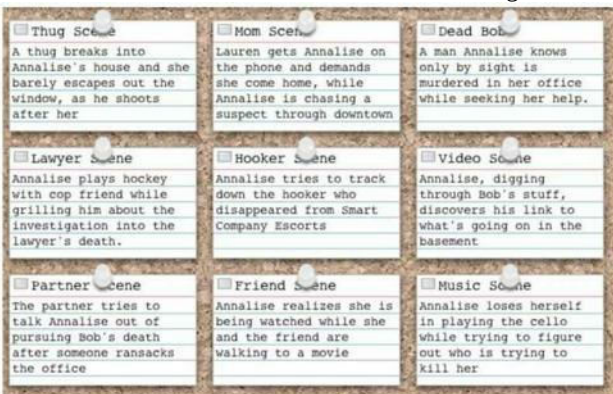 Thug Scene
A thug breaks into
Annalise's house and she
barely escapes out the
window, as he shoots
after her
Mom Scene
Lauren gets Annalise on
the phone and demands
she come home, while
Annalise is chasing a
suspect through downtown
Dead Bob
A man Annalise knows
only by sight is
murdered in her office
while seeking her help.
Lawyer Scene
Annalise plays hockey
with cop friend while
grilling him about the
investigation into the
lawyer's death.
Hooker Scene
Annalise tries to track
down the hooker who
disappeared from Smart
Company Escorts
Video Scene
Annalise, digging
through Bob's stuff,
discovers his link to
what's going on in the
basement
Partner Scene
The partner tries to
talk Annalise out of
pursuing Bob's death
after someone ransacks
the office
Friend Scene
Annalise realizes she is
being watched while she
and the friend are
walking to a movie
Music Scene
Annalise loses herself
in playing the cello
while trying to figure
out who is trying to
kill her